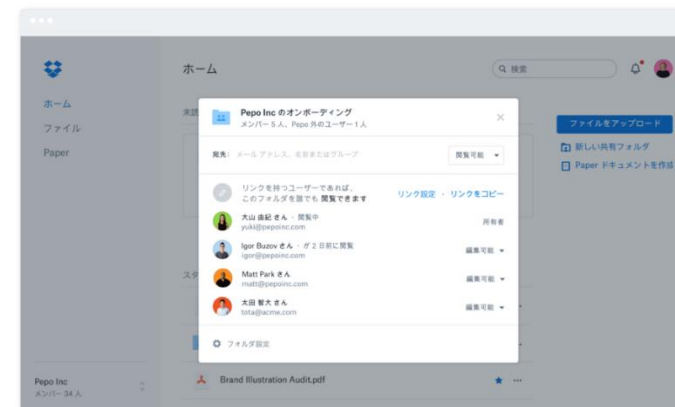 ホーム
検索
ホーム
ファイル
Paper
Pepo Inc のオンボーディング
メンバー 5 人、Pepo 外のユーザー 1 人
宛先: メール アドレス、名前またはグループ
閲覧可能
リンクを持つユーザーであれば、
このフォルダを誰でも 閲覧できます
リンク設定 · リンクをコピー
大山 由紀 さん · 閲覧中
yuki@pepoinc.com
所有者
Igor Buzov さん · が 2 日前に閲覧
igor@pepoinc.com
編集可能
Matt Park さん
matt@pepoinc.com
編集可能
太田 智大 さん
tota@acme.com
編集可能
フォルダ設定
ファイルをアップロード
新しい共有フォルダ
Paper ドキュメントを作成
スタ
Brand Illustration Audit.pdf
Pepo Inc
メンバー 34 人